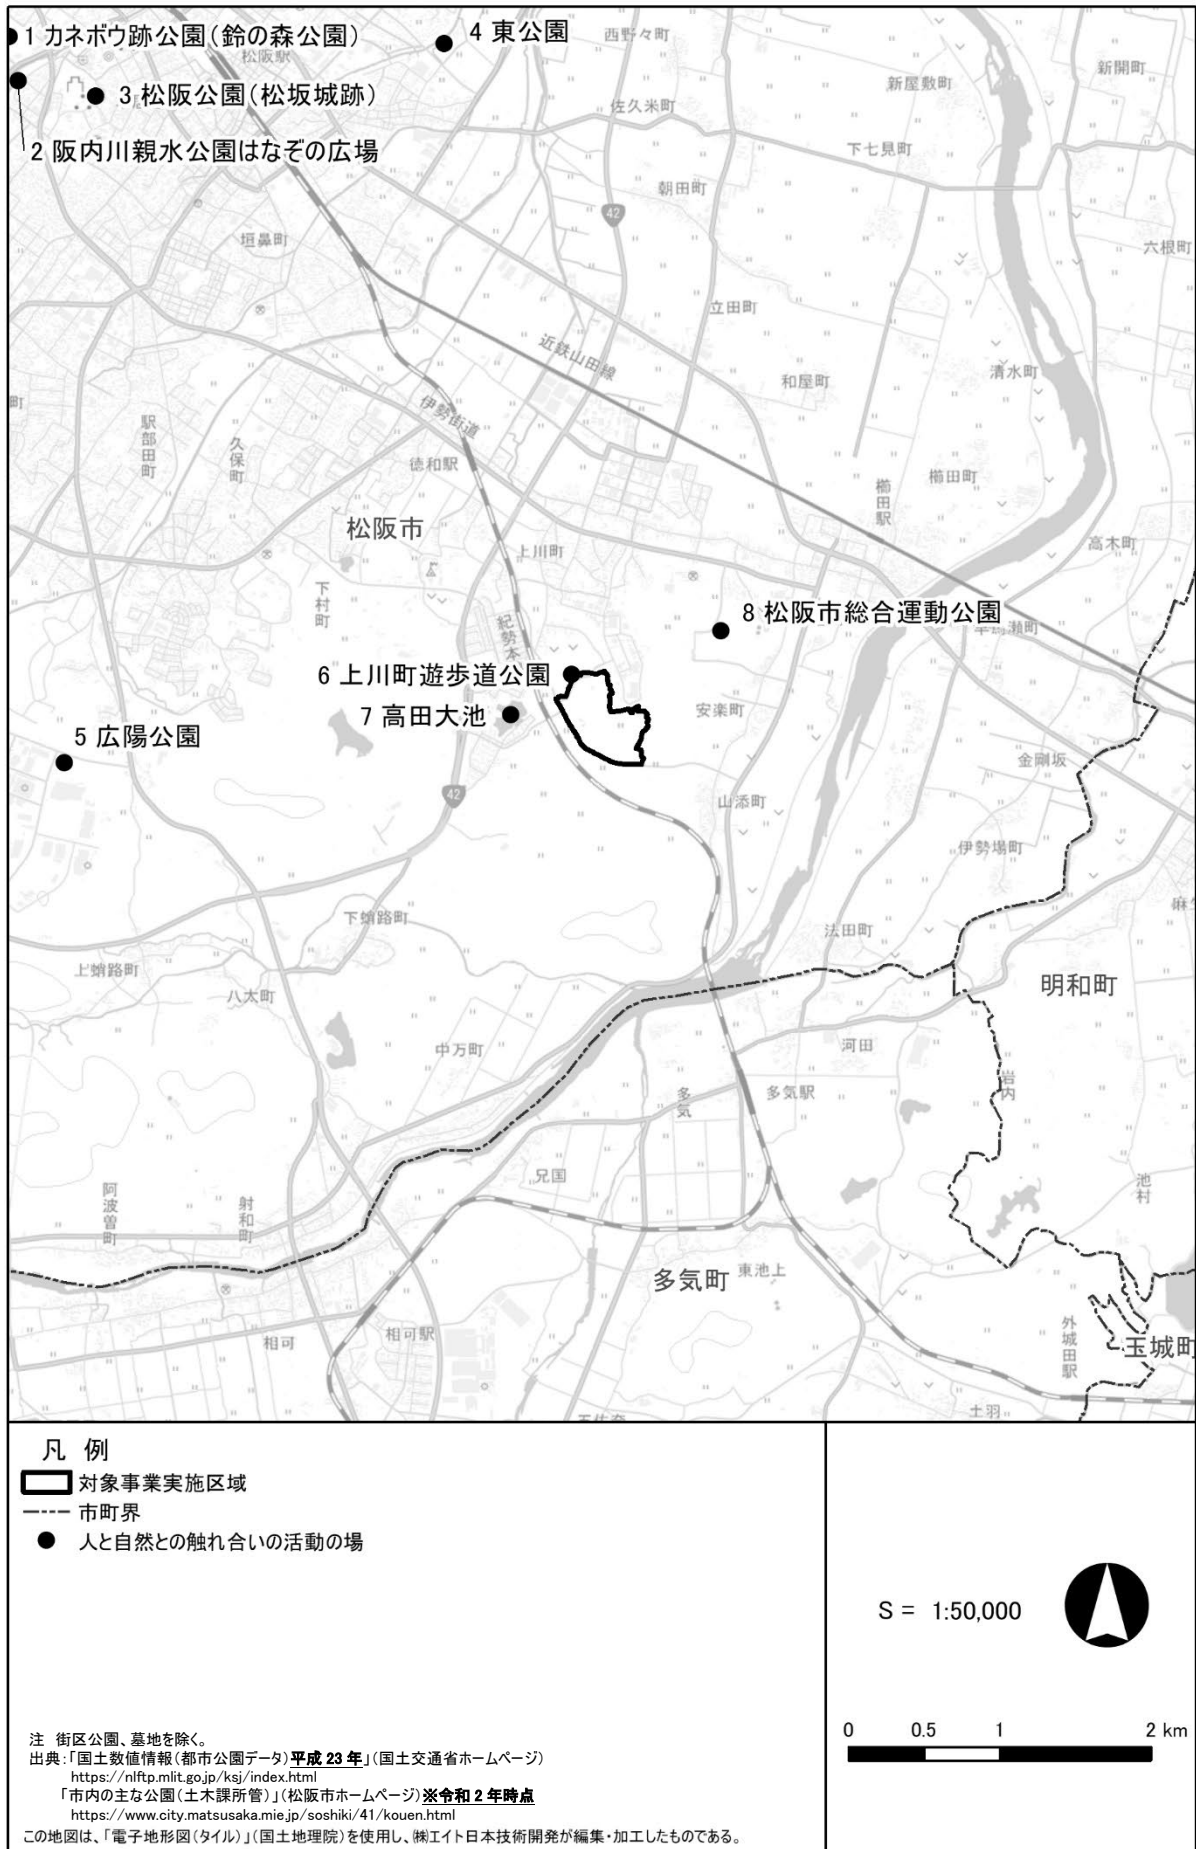 1 カネボウ跡公園(鈴の森公園)
4 東公園
西野々町
松阪駅
新開町
新屋敷町
3 松阪公園(松坂城跡)
佐久米町
2 阪内川親水公園はなぞの広場
下七見町
朝田町
42
垣鼻町
六根町
立田町
近鉄山田線
和屋町
清水町
町
伊勢街道
駅部田町
久保町
徳和駅
櫛田町
櫛田駅
松阪市
上川町
高木町
下村町
8 松阪市総合運動公園
早馬瀬町
紀勢本
6 上川町遊歩道公園
7 高田大池
安楽町
5 広陽公園
金剛坂
42
山添町
伊勢場町
下蛸路町
法田町
上蛸路町
八太町
明和町
中万町
河田
岩内
多気
多気駅
兄国
池村
阿波曽町
射和町
多気町
東池上
相可
相可駅
外城田駅
玉城町
土羽
凡 例
対象事業実施区域
市町界
人と自然との触れ合いの活動の場
S = 1:50,000
0 0.5 1 2 km
注 街区公園、墓地を除く。
出典:「国土数値情報(都市公園データ)平成 23 年」(国土交通省ホームページ)
https://nlftp.mlit.go.jp/ksj/index.html
「市内の主な公園(土木課所管)」(松阪市ホームページ)※令和 2 年時点
https://www.city.matsusaka.mie.jp/soshiki/41/kouen.html
この地図は、「電子地形図(タイル)」(国土地理院)を使用し、㈱エイト日本技術開発が編集・加工したものである。